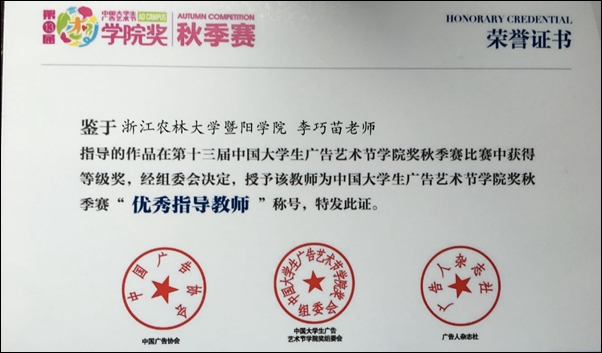 第13届
中国大学生广告艺术节 AD CAMPUS
学院奖
AUTUMN COMPETITION
秋季赛
HONORARY CREDENTIAL
荣誉证书
鉴于 浙江农林大学暨阳学院 李巧苗老师
指导的作品在第十三届中国大学生广告艺术节学院奖秋季赛比赛中获得
等级奖，经组委会决定，授予该教师为中国大学生广告艺术节学院奖秋
季赛“优秀指导教师”称号，特发此证。
中国广告协会
中国大学生广告艺术节学院奖
组委会
广告人杂志社
中国广告协会
中国大学生广告
艺术节学院奖组委会
广告人杂志社